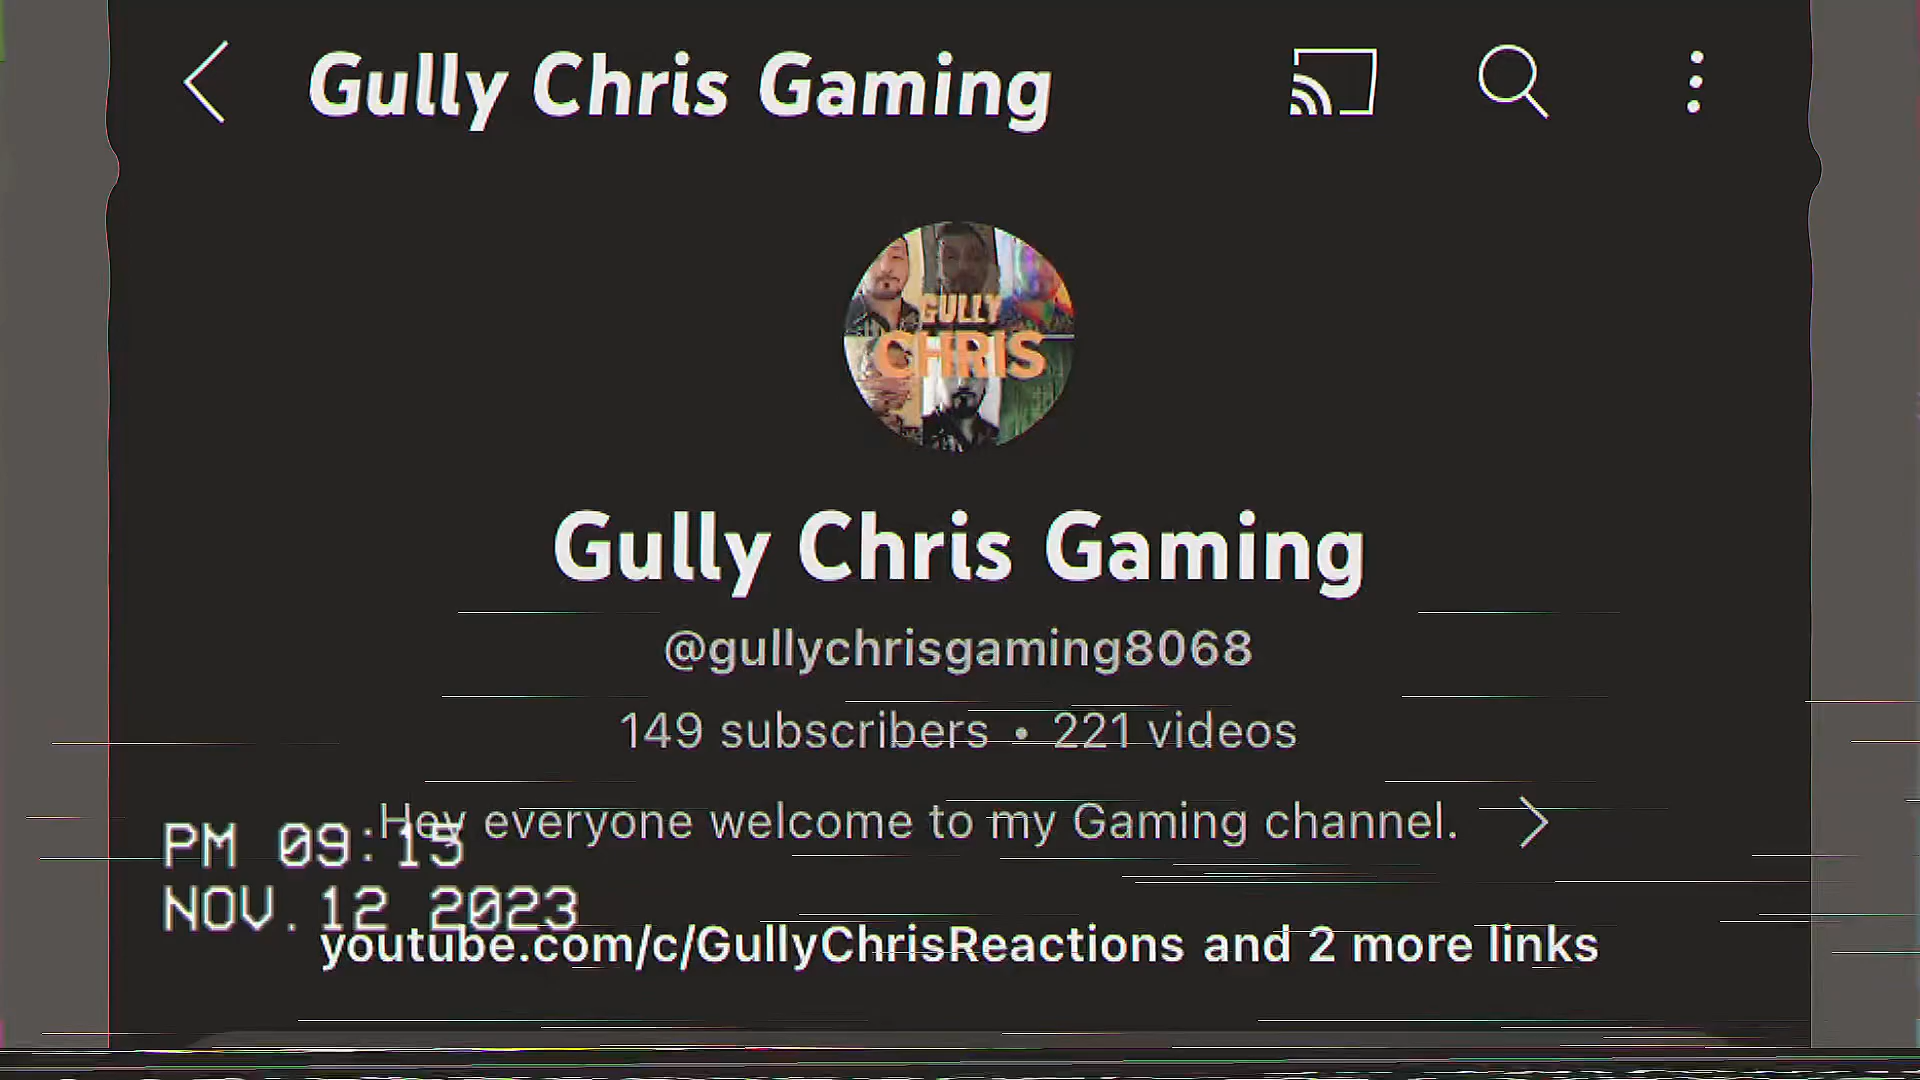 Gully Chris Gaming
GULLY
CHRIS
Gully Chris Gaming
@gullychrisgaming8068
149 subscribers • 221 videos
Hey everyone welcome to my Gaming channel.
PM 09:15
NOV.12 2023
youtube.com/c/GullyChrisReactions and 2 more links